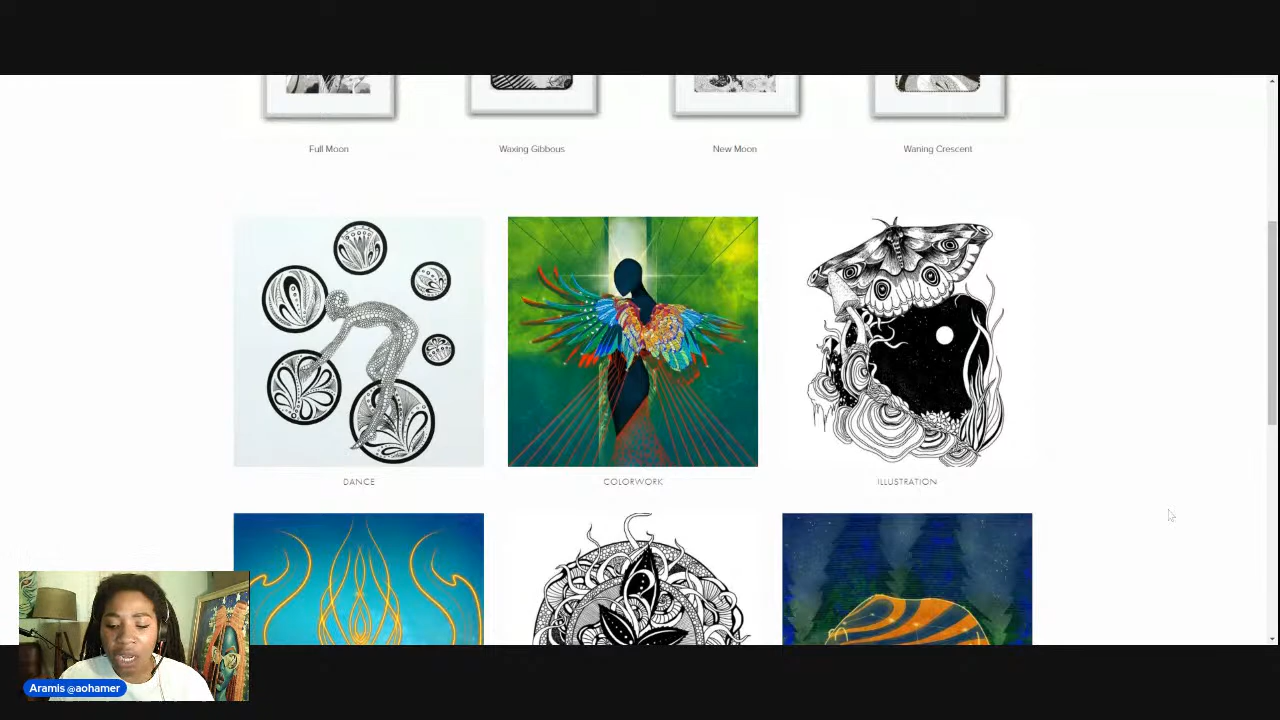 Full Moon
Waxing Gibbous
New Moon
Waning Crescent
DANCE
COLORWORK
ILLUSTRATION
Aramis @aohamer